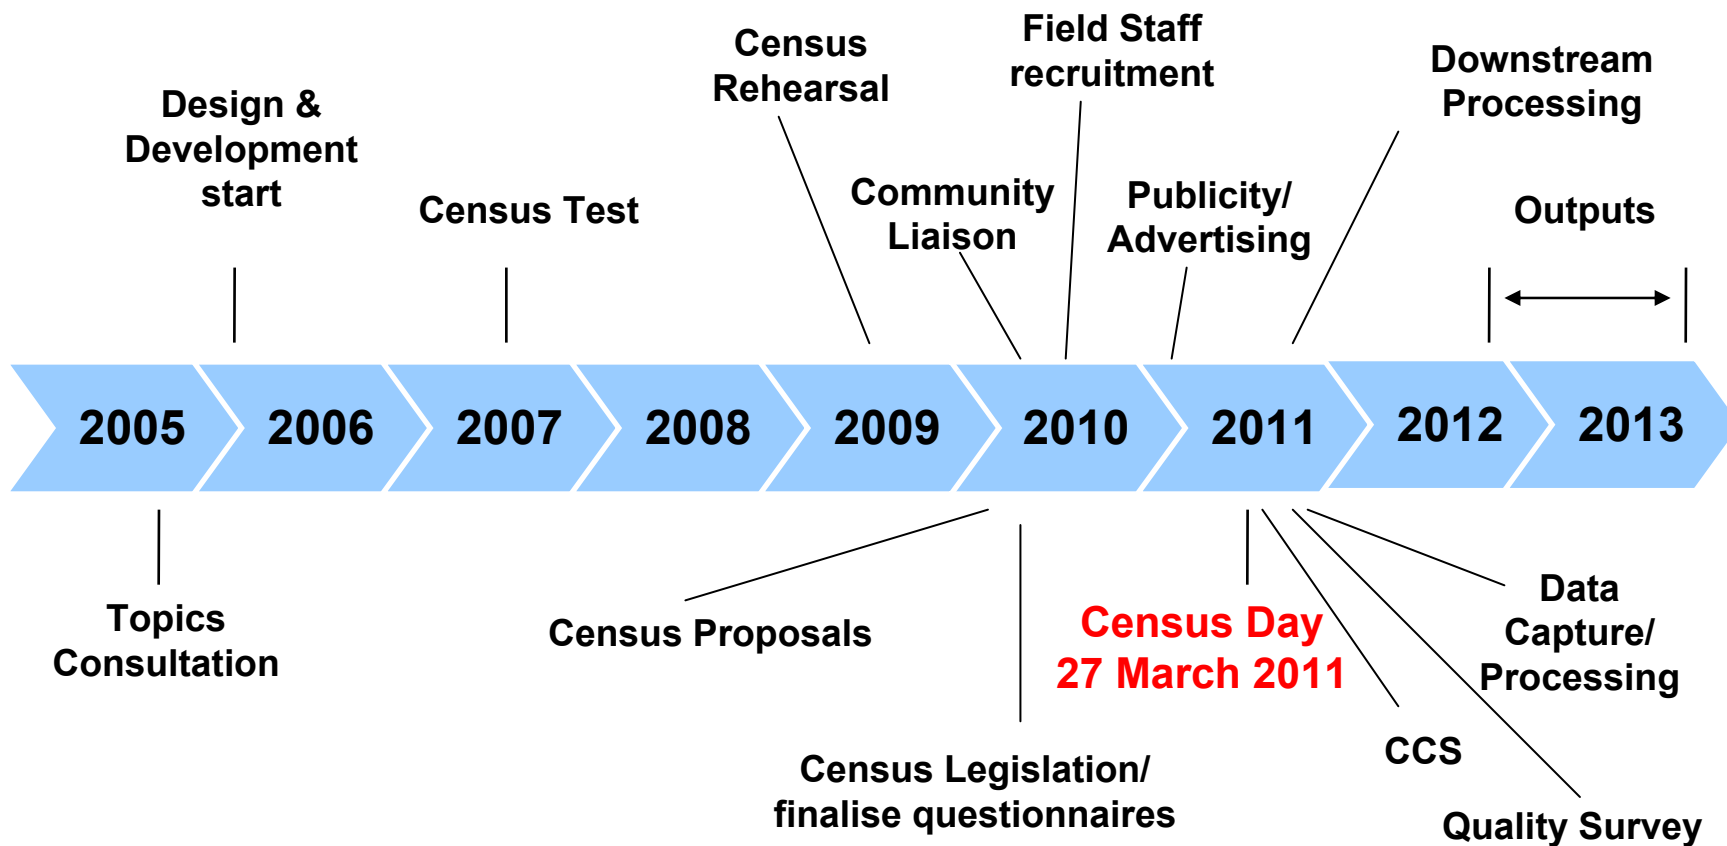 Design &
Development
start
Census Test
Census
Rehearsal
Community
Liaison
Field Staff
recruitment
Publicity/
Advertising
Downstream
Processing
Outputs
2005
2006
2007
2008
2009
2010
2011
2012
2013
Topics
Consultation
Census Proposals
Census Legislation/
finalise questionnaires
Census Day
27 March 2011
CCS
Data
Capture/
Processing
Quality Survey